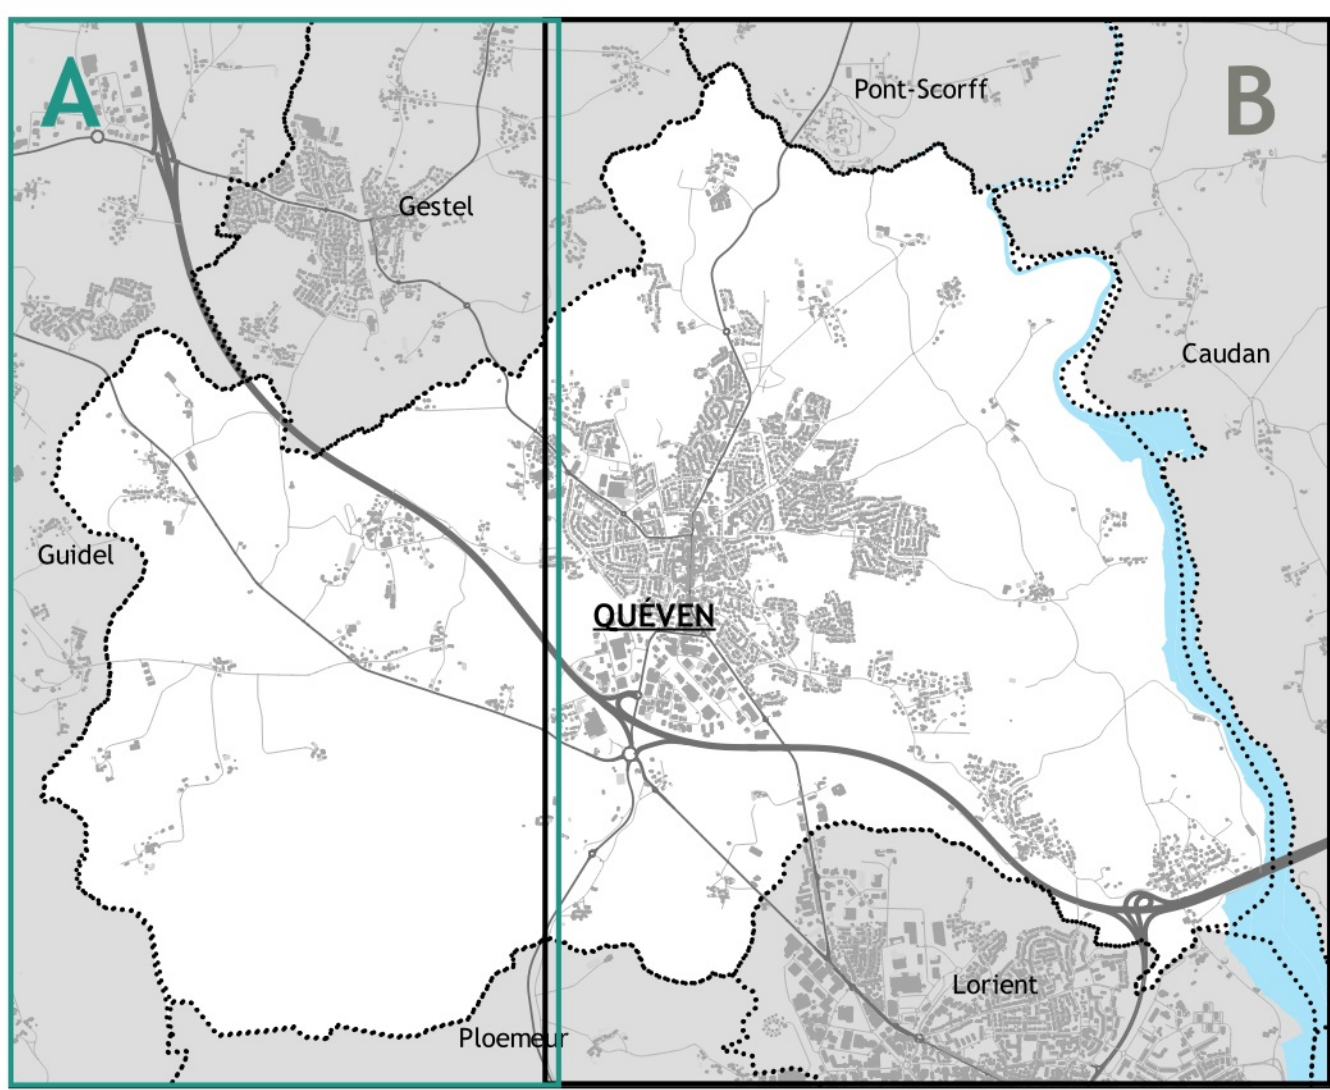 A
B
Pont-Scorff
Gestel
Caudan
Guidel
QUÉVEN
Lorient
Ploemeur